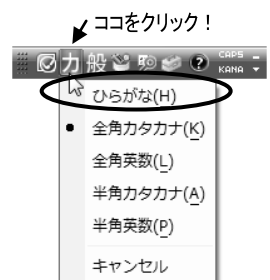 ココをクリック！
カ 般 CAPS
KANA
ひらがな(H)
● 全角カタカナ(K)
全角英数(L)
半角カタカナ(A)
半角英数(P)
キャンセル